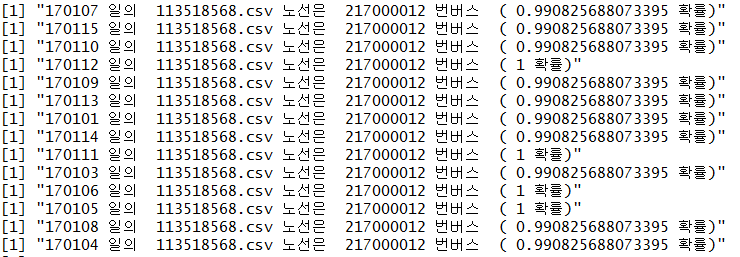 [1] "170107 일의  113518568.csv 노선은  217000012 번버스  ( 0.990825688073395 확률)"
[1] "170115 일의  113518568.csv 노선은  217000012 번버스  ( 0.990825688073395 확률)"
[1] "170110 일의  113518568.csv 노선은  217000012 번버스  ( 0.990825688073395 확률)"
[1] "170112 일의  113518568.csv 노선은  217000012 번버스  ( 1 확률)"
[1] "170109 일의  113518568.csv 노선은  217000012 번버스  ( 0.990825688073395 확률)"
[1] "170113 일의  113518568.csv 노선은  217000012 번버스  ( 0.990825688073395 확률)"
[1] "170101 일의  113518568.csv 노선은  217000012 번버스  ( 0.990825688073395 확률)"
[1] "170114 일의  113518568.csv 노선은  217000012 번버스  ( 0.990825688073395 확률)"
[1] "170111 일의  113518568.csv 노선은  217000012 번버스  ( 1 확률)"
[1] "170103 일의  113518568.csv 노선은  217000012 번버스  ( 0.990825688073395 확률)"
[1] "170106 일의  113518568.csv 노선은  217000012 번버스  ( 1 확률)"
[1] "170105 일의  113518568.csv 노선은  217000012 번버스  ( 1 확률)"
[1] "170108 일의  113518568.csv 노선은  217000012 번버스  ( 0.990825688073395 확률)"
[1] "170104 일의  113518568.csv 노선은  217000012 번버스  ( 0.990825688073395 확률)"